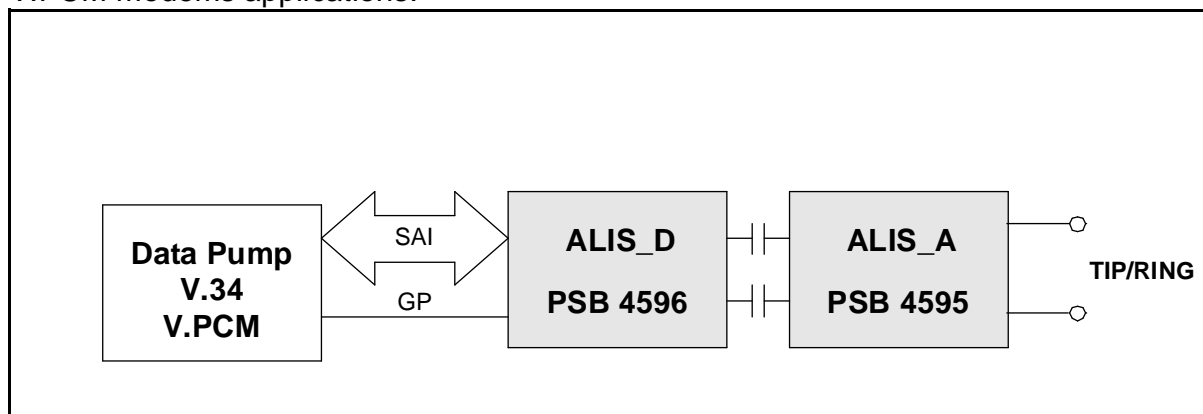 Data Pump
V.34
V.PCM
SAI
GP
ALIS_D
PSB 4596
ALIS_A
PSB 4595
TIP/RING